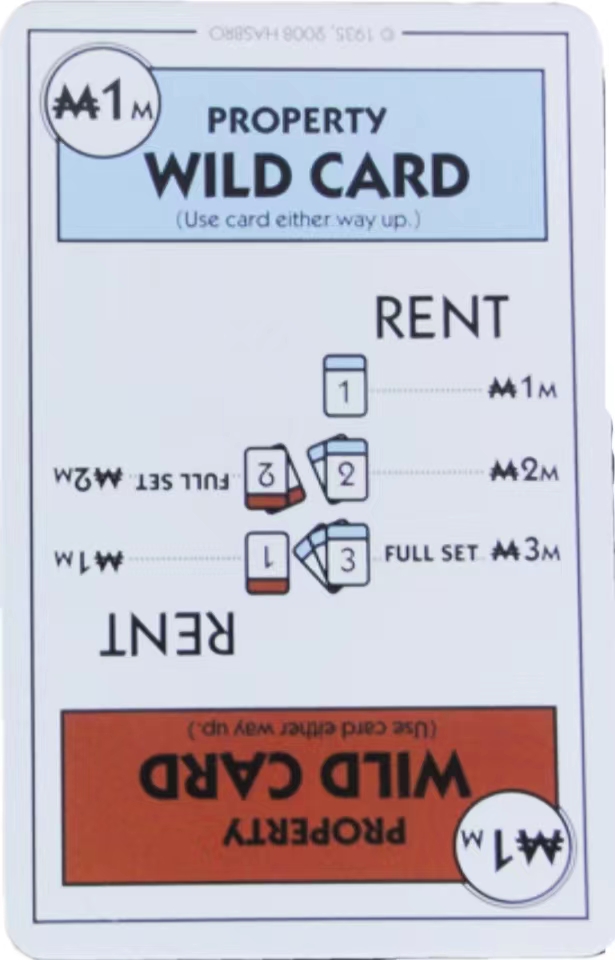 © 1935, 2008 HASBRO
₩1M
PROPERTY
WILD CARD
(Use card either way up.)
RENT
1 ₩1M
2 ₩2M
3 FULL SET ₩3M
₩1M
PROPERTY
WILD CARD
(Use card either way up.)
RENT
1 ₩1M
2 FULL SET ₩2M